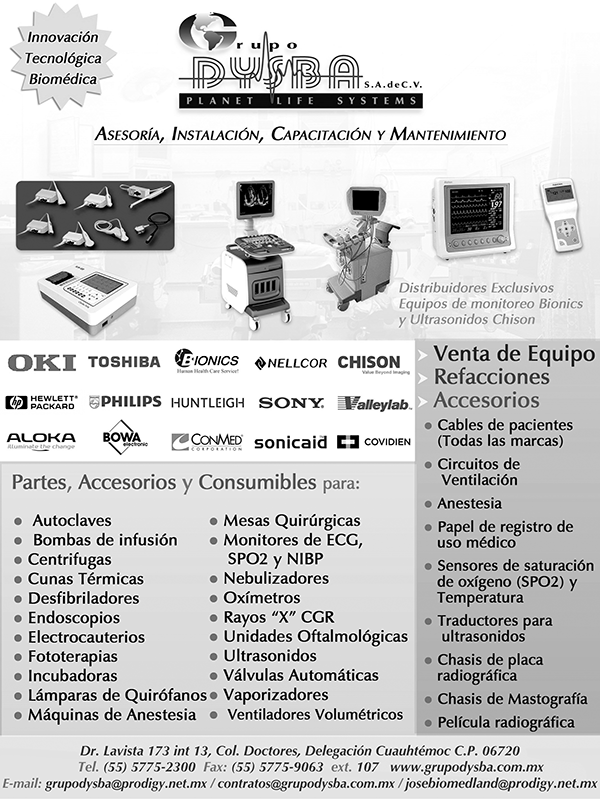 Innovación
Tecnológica
Biomédica
Grupo
DYSBA S.A.deC.V.
PLANET LIFE SYSTEMS
ASESORÍA, INSTALACIÓN, CAPACITACIÓN Y MANTENIMIENTO
Distribuidores Exclusivos
Equipos de monitoreo Bionics
y Ultrasonidos Chison
OKI TOSHIBA BIONICS NELLCOR CHISON
Human Health Care Service!
Value Beyond Imaging
hp HEWLETT PACKARD PHILIPS HUNTLEIGH SONY Valleylab
ALOKA BOWA CONMED sonicaid COVIDIEN
illuminate the change
electronic
CORPORATION
Venta de Equipo
Refacciones
Accesorios
• Cables de pacientes
(Todas las marcas)
• Circuitos de
Ventilación
• Anestesia
• Papel de registro de
uso médico
• Sensores de saturación
de oxígeno (SPO2) y
Temperatura
• Traductores para
ultrasonidos
• Chasis de placa
radiográfica
• Chasis de Mastografía
• Película radiográfica
Partes, Accesorios y Consumibles para:
• Autoclaves
• Bombas de infusión
• Centrifugas
• Cunas Térmicas
• Desfibriladores
• Endoscopios
• Electrocauterios
• Fototerapias
• Incubadoras
• Lámparas de Quirófanos
• Máquinas de Anestesia
• Mesas Quirúrgicas
• Monitores de ECG,
SPO2 y NIBP
• Nebulizadores
• Oxímetros
• Rayos “X” CGR
• Unidades Oftalmológicas
• Ultrasonidos
• Válvulas Automáticas
• Vaporizadores
• Ventiladores Volumétricos
Dr. Lavista 173 int 13, Col. Doctores, Delegación Cuauhtémoc C.P. 06720
Tel. (55) 5775-2300 Fax: (55) 5775-9063 ext. 107 www.grupodysba.com.mx
E-mail: grupodysba@prodigy.net.mx / contratos@grupodysba.com.mx / josebiomedland@prodigy.net.mx